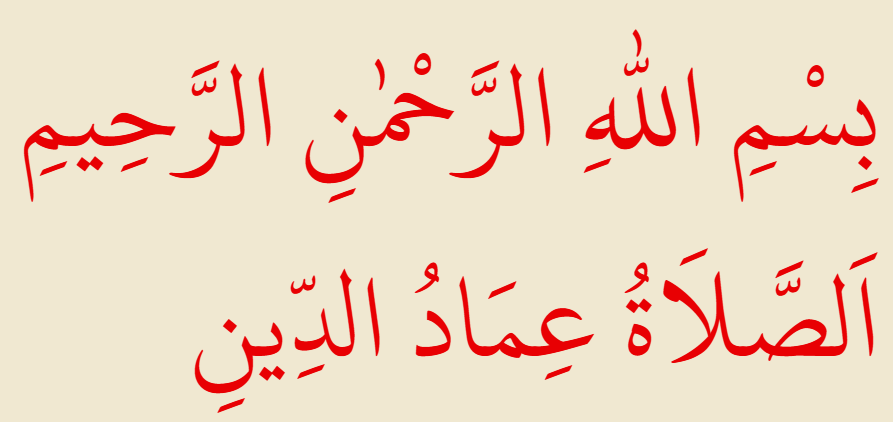 بِسْمِ اللّٰهِ الرَّحْمٰنِ الرَّحِيمِ
اَلصَّلَاةُ عِمَادُ الدِّينِ